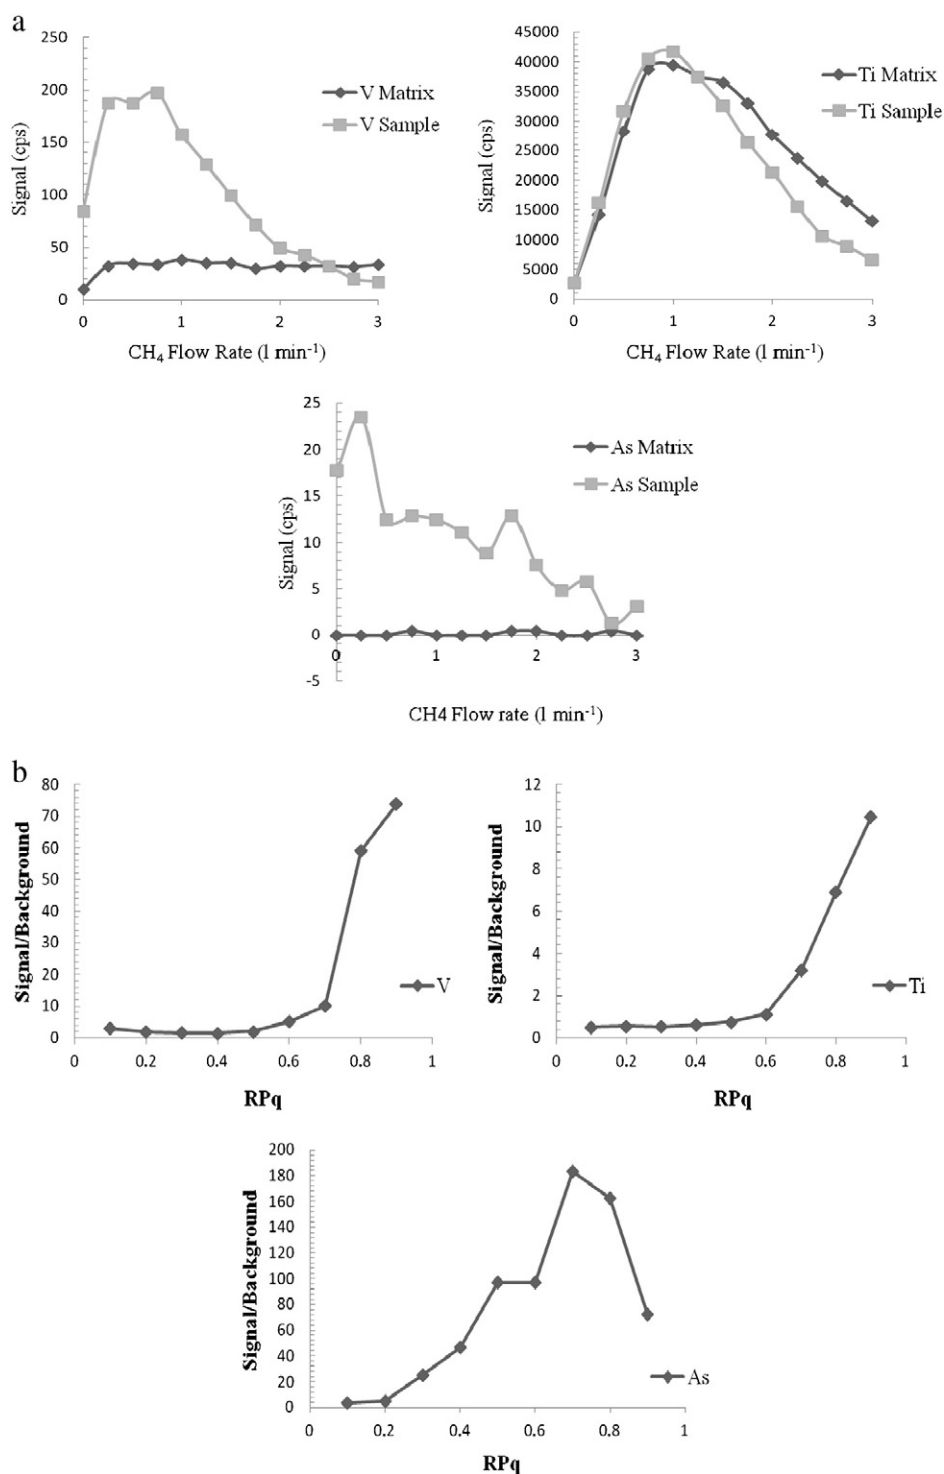 a
250
200
150
100
50
0
0 1 2 3
Signal (cps)
CH4 Flow Rate (l min-1)
V Matrix
V Sample
45000
40000
35000
30000
25000
20000
15000
10000
5000
0
0 1 2 3
Signal (cps)
CH4 Flow Rate (l min-1)
Ti Matrix
Ti Sample
25
20
15
10
5
0
-5
0 1 2 3
Signal (cps)
CH4 Flow rate (l min-1)
As Matrix
As Sample
b
80
70
60
50
40
30
20
10
0
0 0.2 0.4 0.6 0.8 1
Signal/Background
RPq
V
12
10
8
6
4
2
0
0 0.2 0.4 0.6 0.8 1
Signal/Background
RPq
Ti
200
180
160
140
120
100
80
60
40
20
0
0 0.2 0.4 0.6 0.8 1
Signal/Background
RPq
As